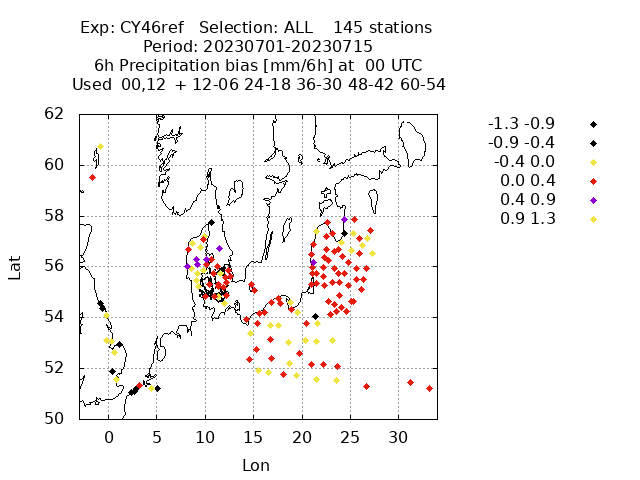 Exp: CY46ref   Selection: ALL    145 stations
Period: 20230701-20230715
6h Precipitation bias [mm/6h] at  00 UTC
Used  00,12  + 12-06 24-18 36-30 48-42 60-54
-1.3 -0.9
-0.9 -0.4
-0.4 0.0
0.0 0.4
0.4 0.9
0.9 1.3
62
60
58
56
54
52
50
Lat
0 5 10 15 20 25 30
Lon